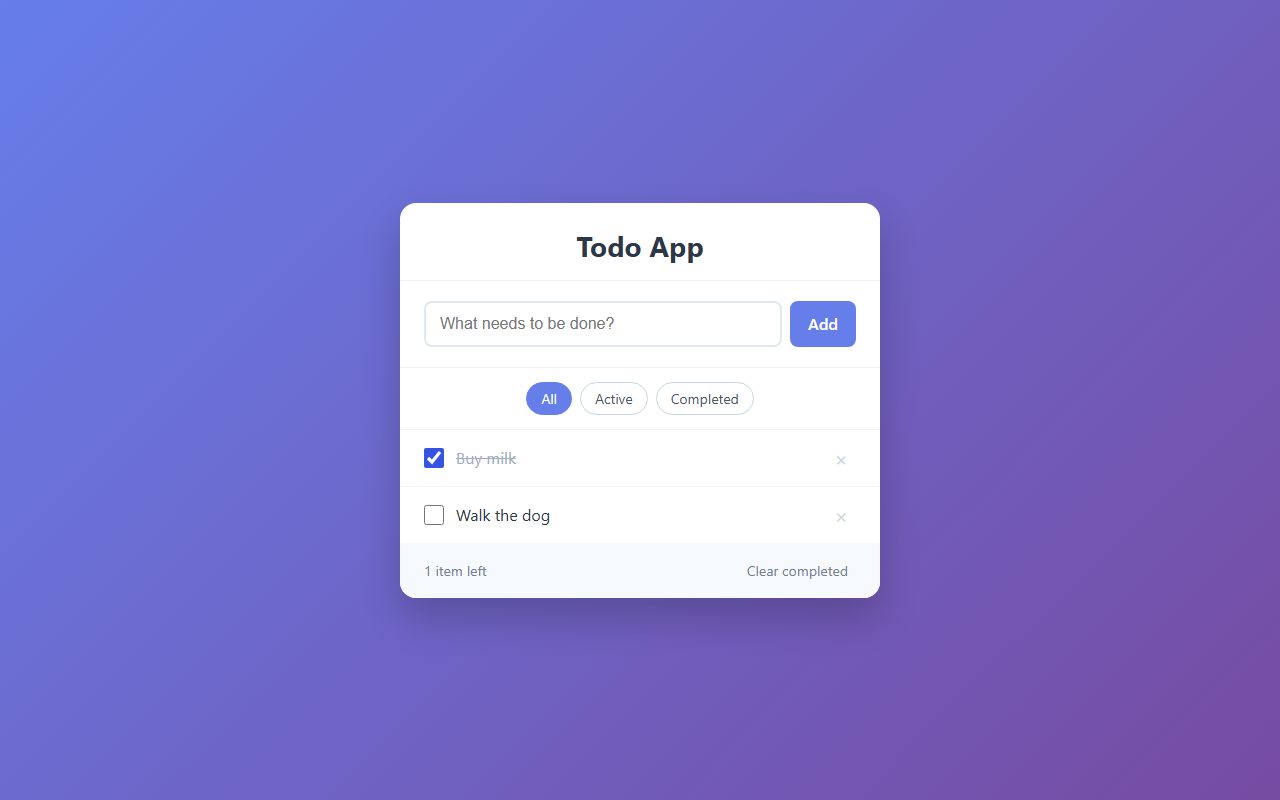 Todo App
What needs to be done? Add
All Active Completed
Buy milk ×
Walk the dog ×
1 item left Clear completed